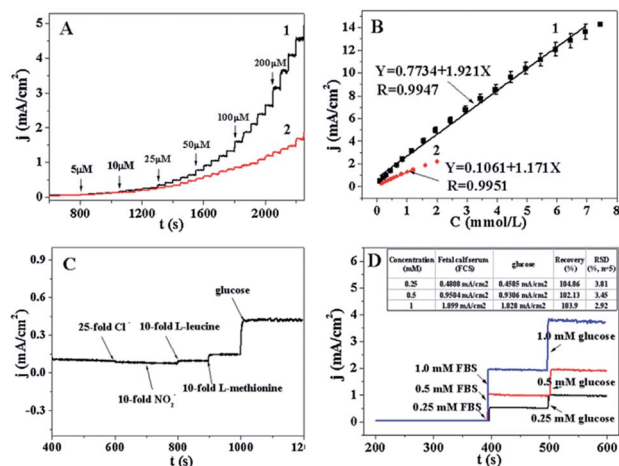 A
1
2
5μM
10μM
25μM
50μM
100μM
200μM
j (mA/cm²)
5
4
3
2
1
0
600 800 1200 1600 2000
t (s)
B
1
Y=0.7734+1.921X
R=0.9947
2
Y=0.1061+1.171X
R=0.9951
j (mA/cm²)
14
12
10
8
6
4
2
0
0 1 2 3 4 5 6 7 8
C (mmol/L)
C
glucose
25-fold Cl⁻
10-fold L-leucine
10-fold NO₂⁻
10-fold L-methionine
j (mA/cm²)
0.9
0.6
0.3
0.0
-0.3
400 600 800 1000 1200
t (s)
D
Concentration (mM) Fetal calf serum (FCS) glucose Recovery (%) RSD (%, n=5)
0.25 0.4808 mA/cm2 0.4585 mA/cm2 104.86 3.81
0.5 0.9504 mA/cm2 0.9306 mA/cm2 102.13 3.45
1 1.899 mA/cm2 1.828 mA/cm2 103.9 2.92
1.0 mM glucose
1.0 mM FBS
0.5 mM FBS
0.5 mM glucose
0.25 mM FBS
0.25 mM glucose
j (mA/cm²)
6
5
4
3
2
1
0
200 300 400 500 600
t (s)